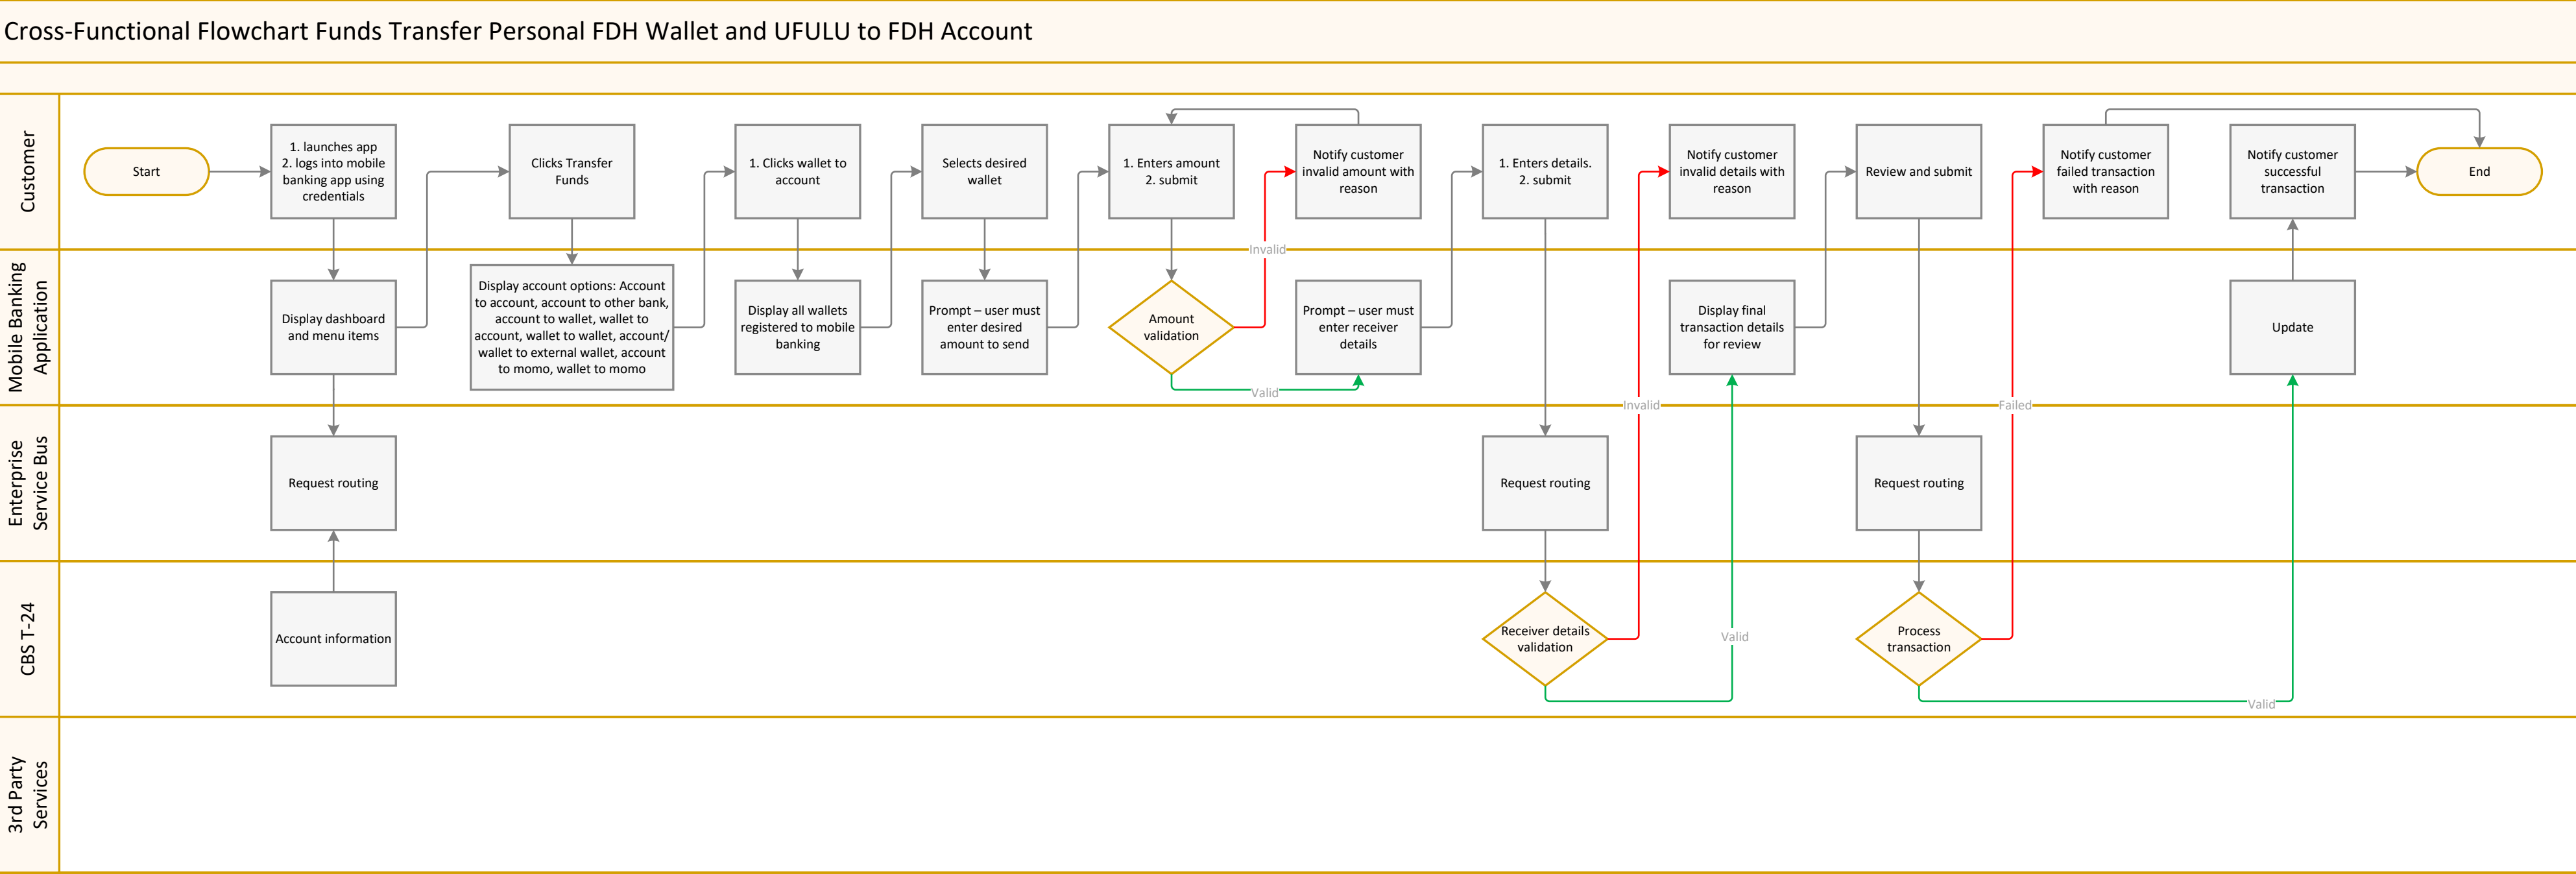 Cross-Functional Flowchart Funds Transfer Personal FDH Wallet and UFULU to FDH Account
Customer
Start
1. launches app
2. logs into mobile
banking app using
credentials
Clicks Transfer
Funds
1. Clicks wallet to
account
Selects desired
wallet
1. Enters amount
2. submit
Notify customer
invalid amount with
reason
1. Enters details.
2. submit
Notify customer
invalid details with
reason
Review and submit
Notify customer
failed transaction
with reason
Notify customer
successful
transaction
End
Invalid
Mobile Banking
Application
Display dashboard
and menu items
Display account options: Account
to account, account to other bank,
account to wallet, wallet to
account, wallet to wallet, account/
wallet to external wallet, account
to momo, wallet to momo
Display all wallets
registered to mobile
banking
Prompt – user must
enter desired
amount to send
Amount
validation
Prompt – user must
enter receiver
details
Display final
transaction details
for review
Update
Valid
Invalid
Failed
Enterprise
Service Bus
Request routing
Request routing
Request routing
CBS T-24
Account information
Receiver details
validation
Valid
Process
transaction
Valid
3rd Party
Services